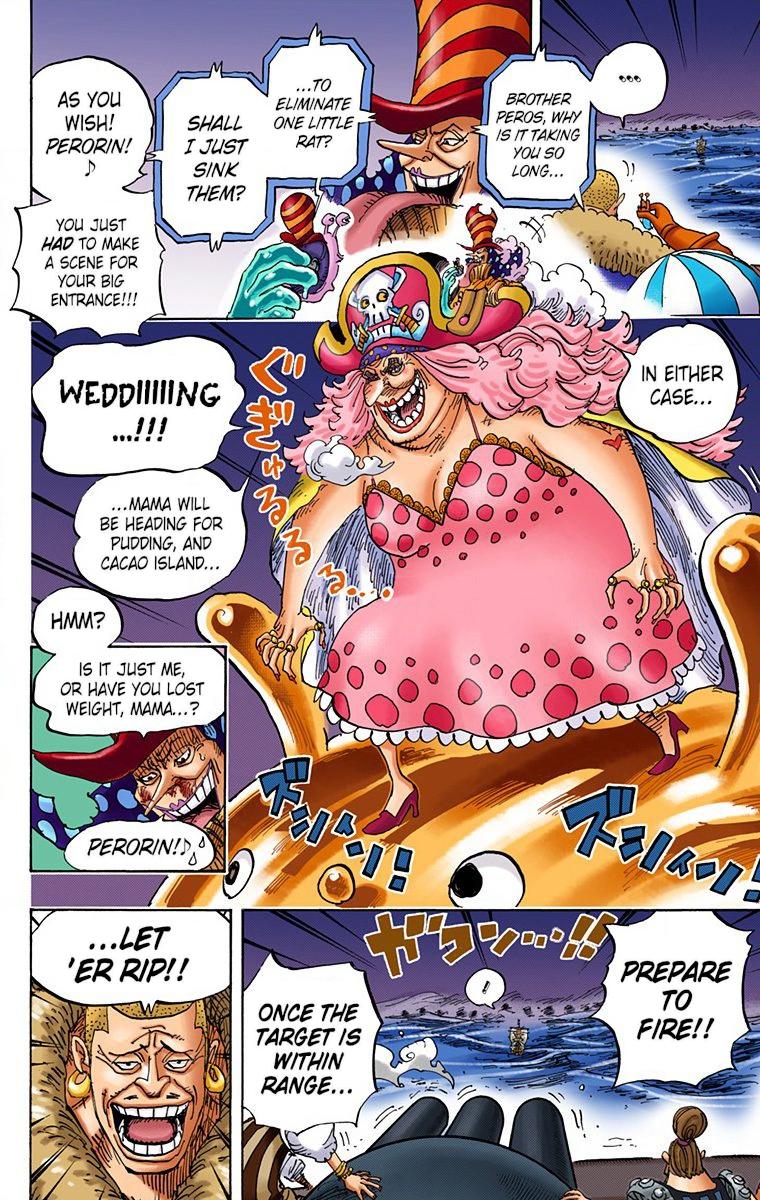 ...
BROTHER
PEROS, WHY
IS IT TAKING
YOU SO
LONG...
...TO
ELIMINATE
ONE LITTLE
RAT?
SHALL
I JUST
SINK
THEM?
AS YOU
WISH!
PERORIN!
♪
YOU JUST
HAD TO MAKE
A SCENE FOR
YOUR BIG
ENTRANCE!!!
IN EITHER
CASE...
WEDDIIIIIING
...!!!
ぐぎゅるるる...
...MAMA WILL
BE HEADING FOR
PUDDING, AND
CACAO ISLAND...
HMM?
IS IT JUST ME,
OR HAVE YOU LOST
WEIGHT, MAMA...?
PERORIN!♪
ズシィン!
ズシィン!
PREPARE
TO
FIRE!!
ガクン...!!
!!
ONCE THE
TARGET IS
WITHIN
RANGE...
...LET
'ER RIP!!